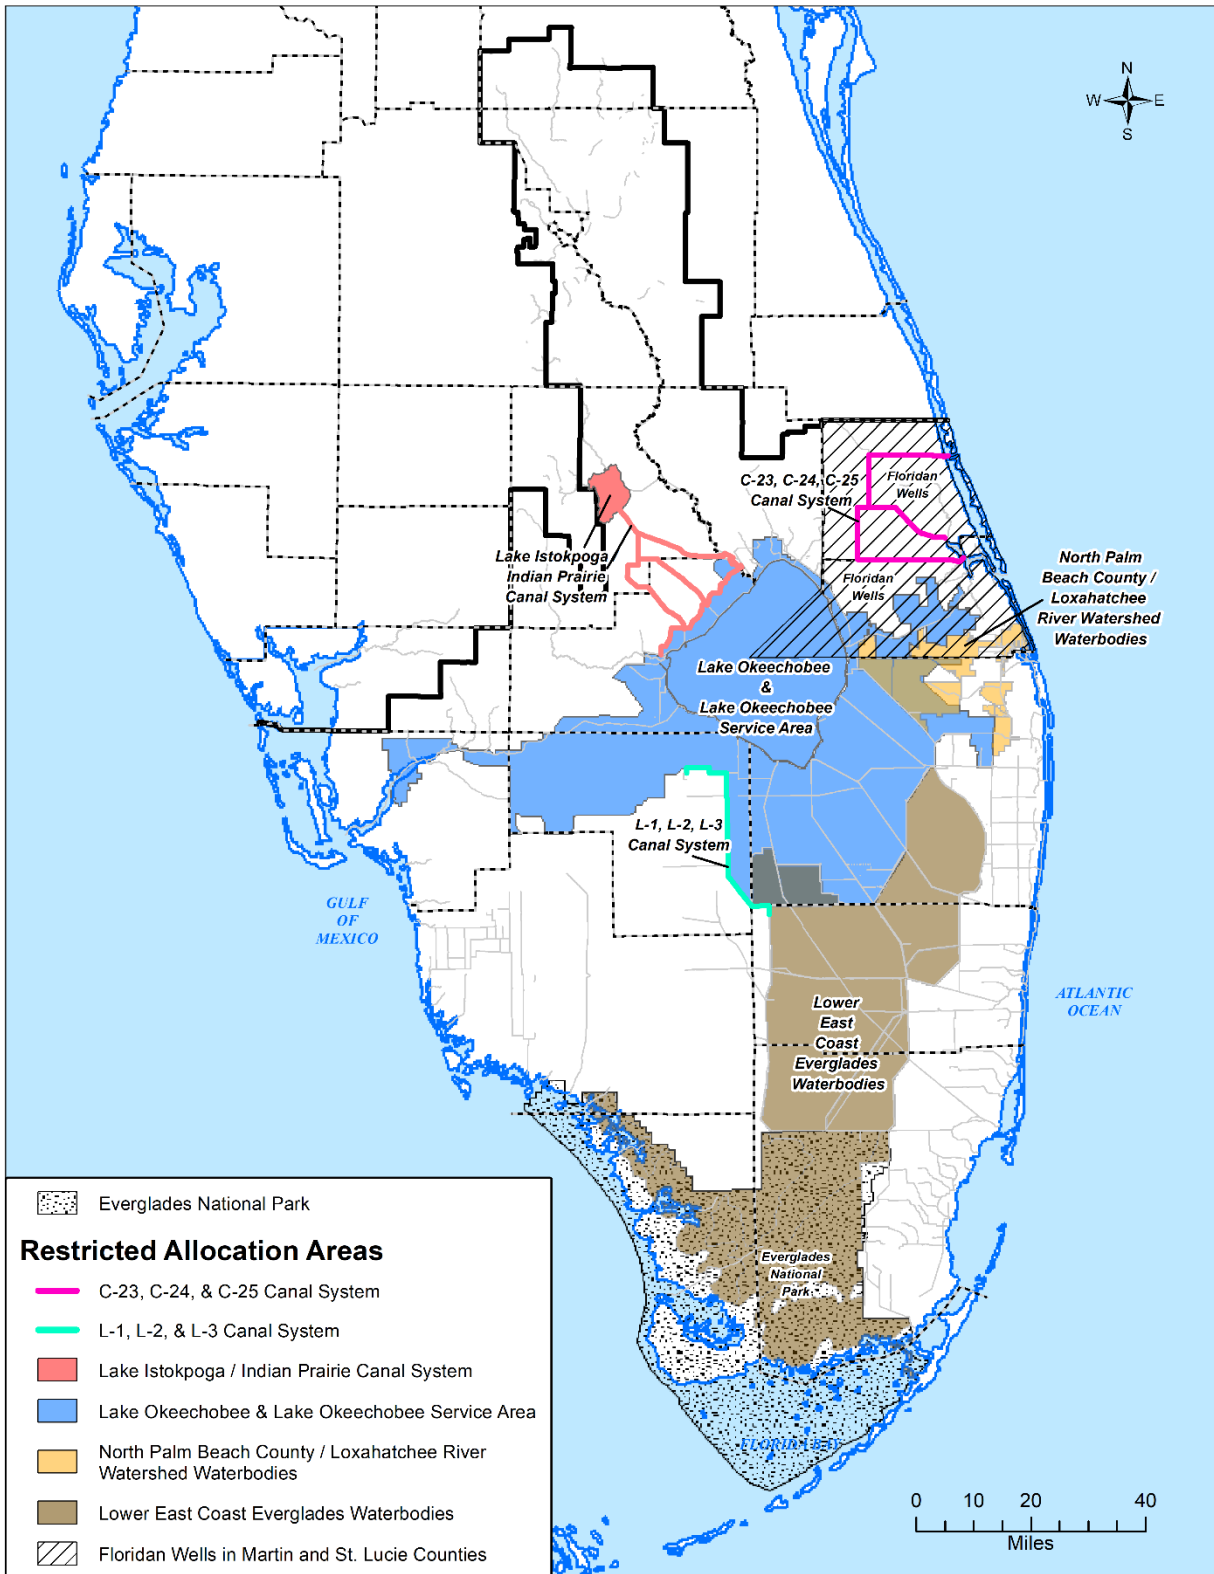 N
W E
S
C-23, C-24, C-25
Canal System
Floridan
Wells
Lake Istokpoga
Indian Prairie
Canal System
Floridan
Wells
North Palm
Beach County /
Loxahatchee
River Watershed
Waterbodies
Lake Okeechobee
&
Lake Okeechobee
Service Area
L-1, L-2, L-3
Canal System
GULF
OF
MEXICO
ATLANTIC
OCEAN
Lower
East
Coast
Everglades
Waterbodies
Everglades
National
Park
FLORIDA BAY
Everglades National Park
Restricted Allocation Areas
C-23, C-24, & C-25 Canal System
L-1, L-2, & L-3 Canal System
Lake Istokpoga / Indian Prairie Canal System
Lake Okeechobee & Lake Okeechobee Service Area
North Palm Beach County / Loxahatchee River
Watershed Waterbodies
Lower East Coast Everglades Waterbodies
Floridan Wells in Martin and St. Lucie Counties
0 10 20 40
Miles